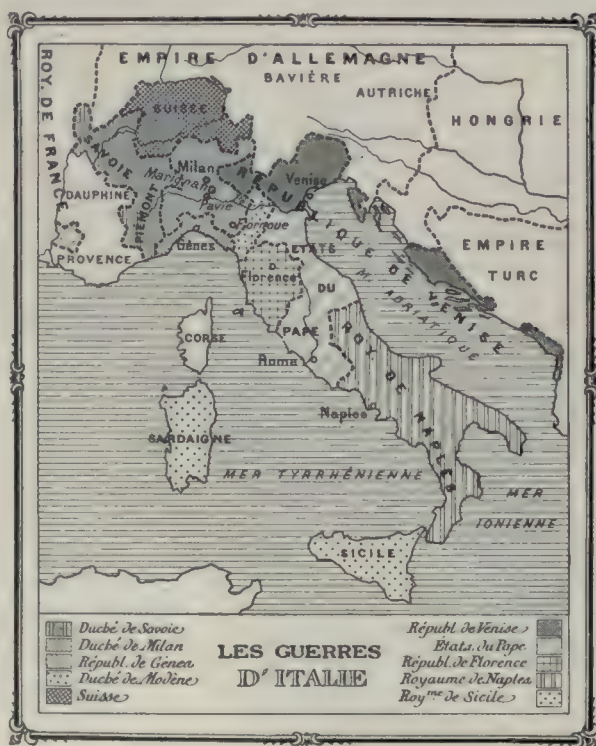 EMPIRE D'ALLEMAGNE
BAVIÈRE
ROY. DE FRANCE
AUTRICHE
HONGRIE
SUISSE
SAVOIE
Milan
Marignan
Venise
DAUPHINÉ
PIÉMONT
Pavie
Fornoue
RÉPUBLIQUE DE VENISE
EMPIRE
TURC
PROVENCE
Gênes
ÉTATS
DU
PAPE
Florence
M. ADRIATIQUE
CORSE
Rome
ROY. DE NAPLES
Naples
SARDAIGNE
MER TYRRHÉNIENNE
MER
IONIENNE
SICILE
Duché de Savoie
Duché de Milan
Républ. de Gênes
Duché de Modène
Suisse
LES GUERRES
D'ITALIE
Républ. de Venise
États du Pape
Républ. de Florence
Royaume de Naples
Roy.me de Sicile